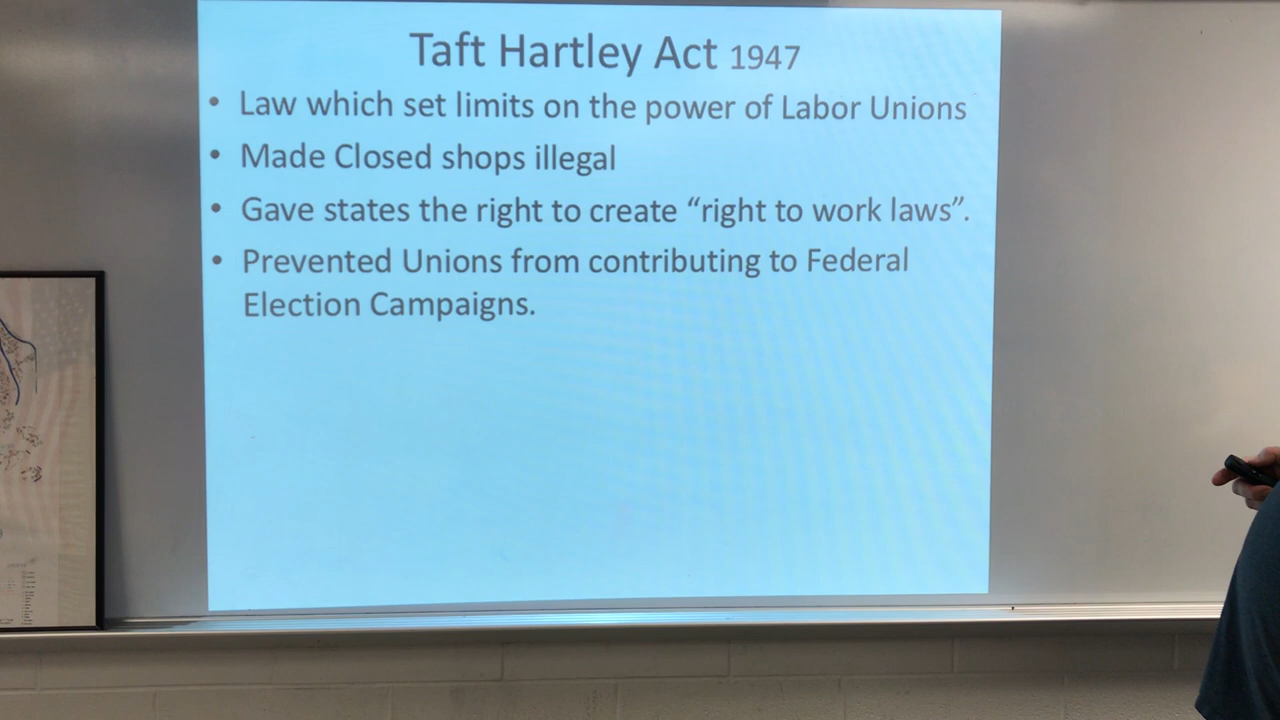 Taft Hartley Act 1947
• Law which set limits on the power of Labor Unions
• Made Closed shops illegal
• Gave states the right to create “right to work laws”.
• Prevented Unions from contributing to Federal
Election Campaigns.